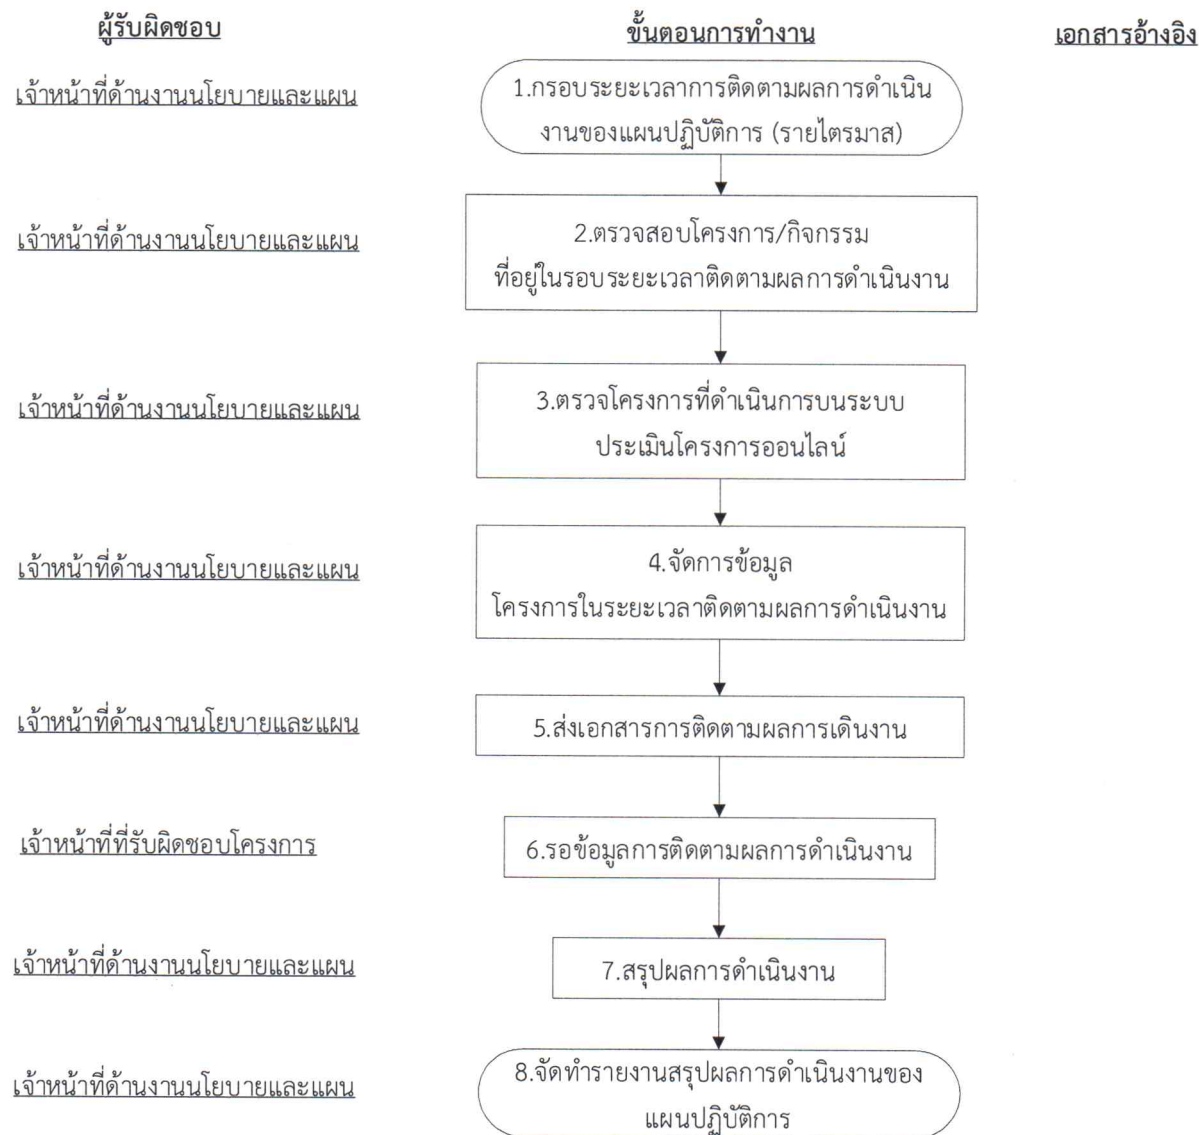 ผู้รับผิดชอบ
ขั้นตอนการทำงาน
เอกสารอ้างอิง
เจ้าหน้าที่ด้านงานนโยบายและแผน
1.กรอบระยะเวลาการติดตามผลการดำเนิน
งานของแผนปฏิบัติการ (รายไตรมาส)
เจ้าหน้าที่ด้านงานนโยบายและแผน
2.ตรวจสอบโครงการ/กิจกรรม
ที่อยู่ในรอบระยะเวลาติดตามผลการดำเนินงาน
เจ้าหน้าที่ด้านงานนโยบายและแผน
3.ตรวจโครงการที่ดำเนินการบนระบบ
ประเมินโครงการออนไลน์
เจ้าหน้าที่ด้านงานนโยบายและแผน
4.จัดการข้อมูล
โครงการในระยะเวลาติดตามผลการดำเนินงาน
เจ้าหน้าที่ด้านงานนโยบายและแผน
5.ส่งเอกสารการติดตามผลการเดินงาน
เจ้าหน้าที่ที่รับผิดชอบโครงการ
6.รอข้อมูลการติดตามผลการดำเนินงาน
เจ้าหน้าที่ด้านงานนโยบายและแผน
7.สรุปผลการดำเนินงาน
เจ้าหน้าที่ด้านงานนโยบายและแผน
8.จัดทำรายงานสรุปผลการดำเนินงานของ
แผนปฏิบัติการ